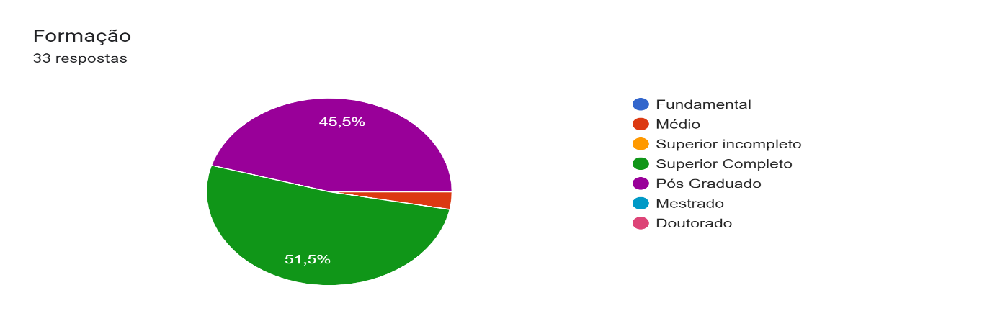 Formação
33 respostas
45,5%
51,5%
Fundamental
Médio
Superior incompleto
Superior Completo
Pós Graduado
Mestrado
Doutorado